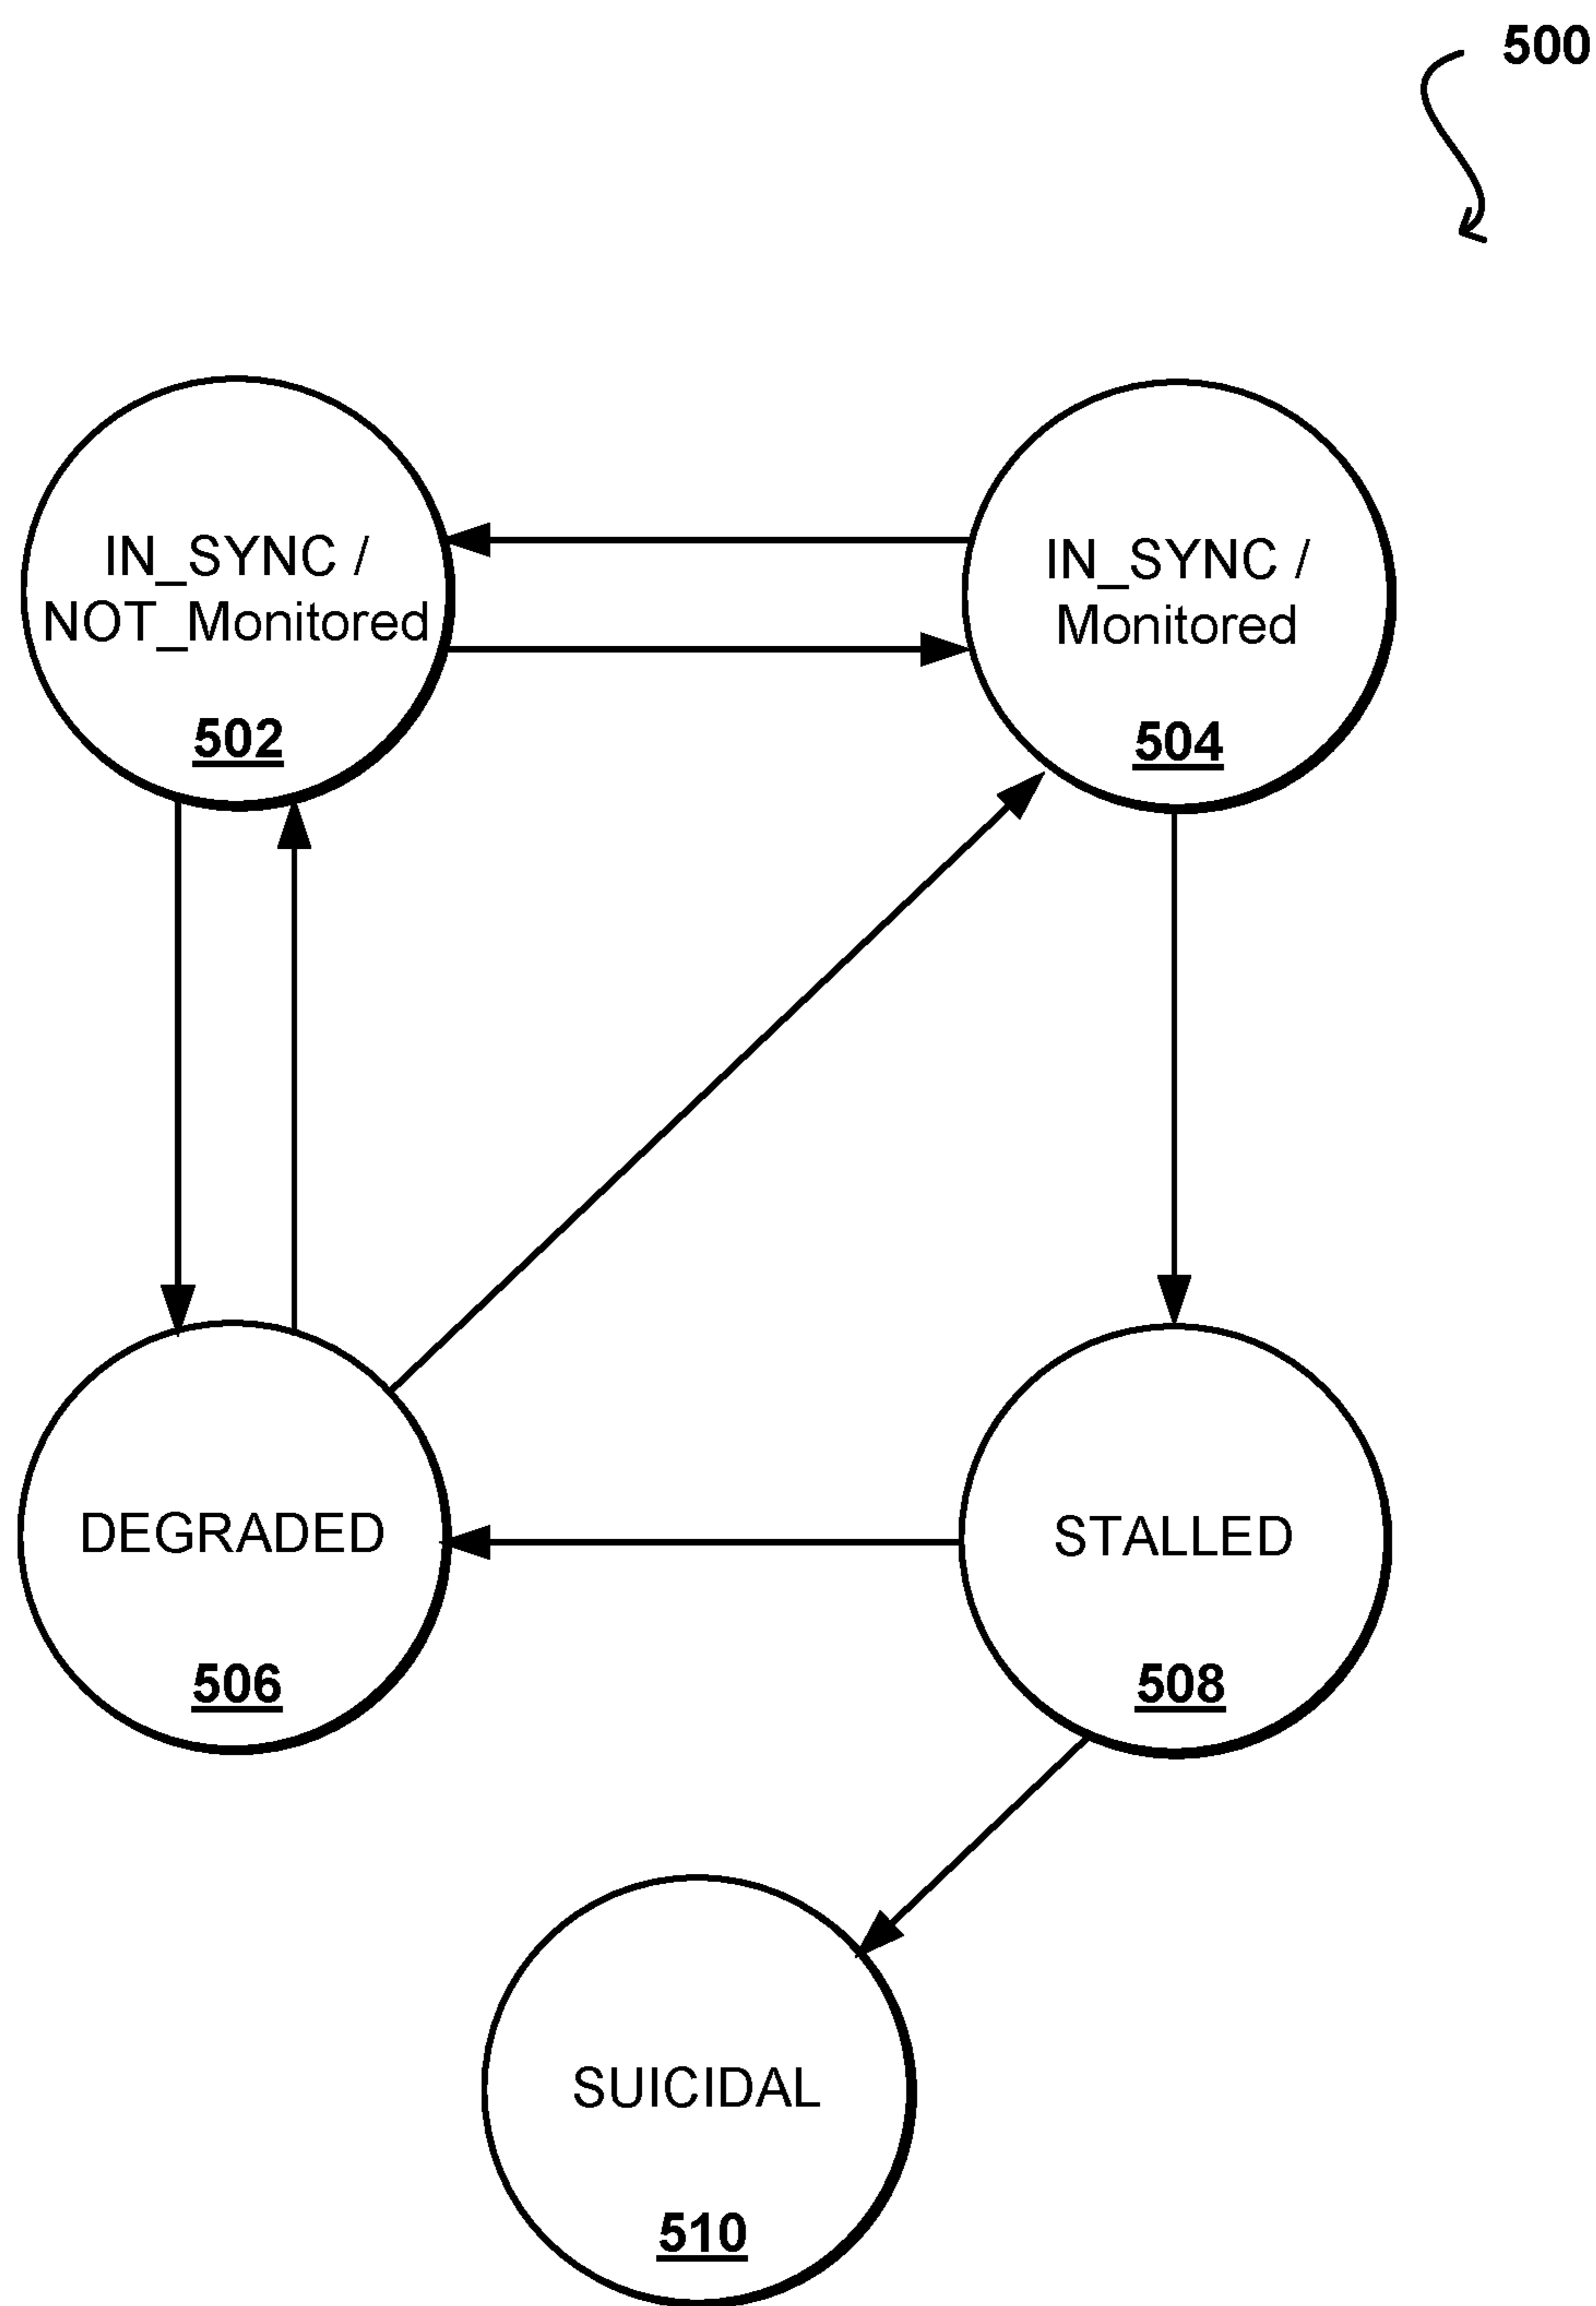 500
IN_SYNC /
NOT_Monitored
502
IN_SYNC /
Monitored
504
DEGRADED
506
STALLED
508
SUICIDAL
510